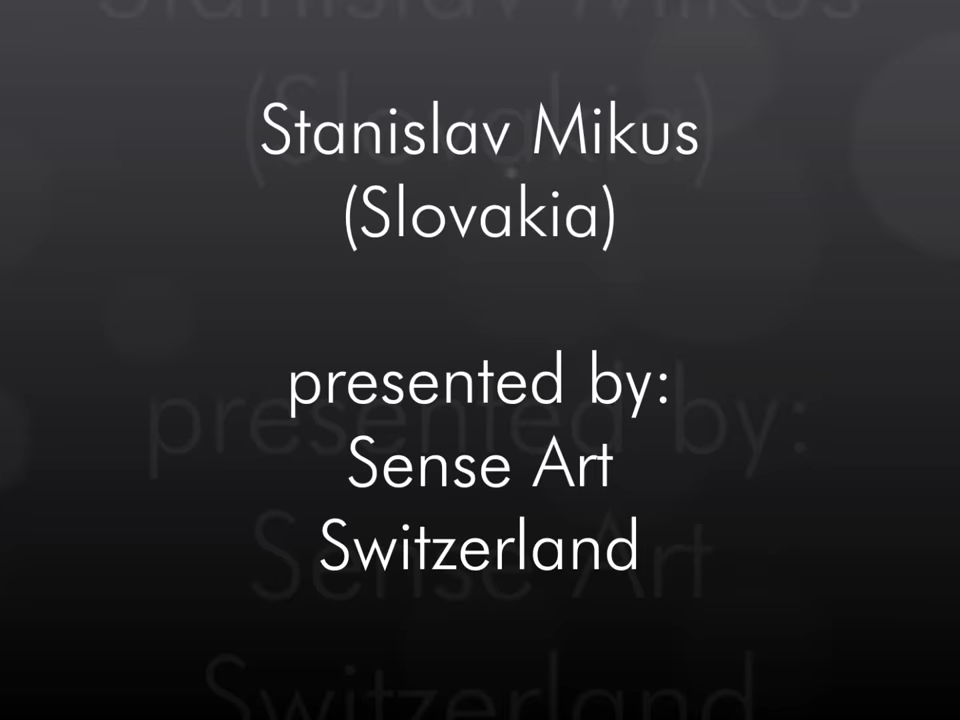 Stanislav Mikus
(Slovakia)
presented by:
Sense Art
Switzerland